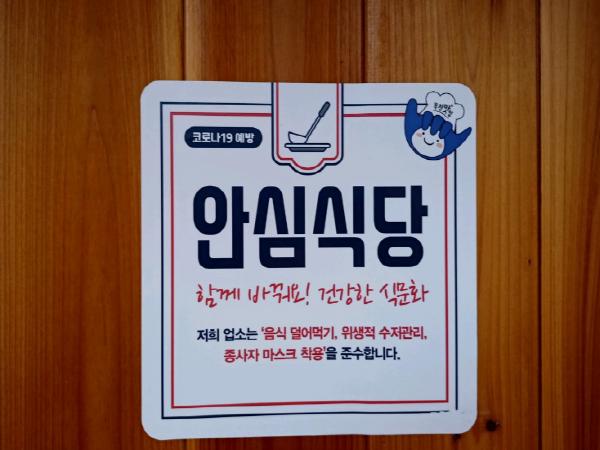 코로나19 예방
안심식당
함께 바꿔요! 건강한 식문화
저희 업소는 '음식 덜어먹기, 위생적 수저관리,
종사자 마스크 착용'을 준수합니다.